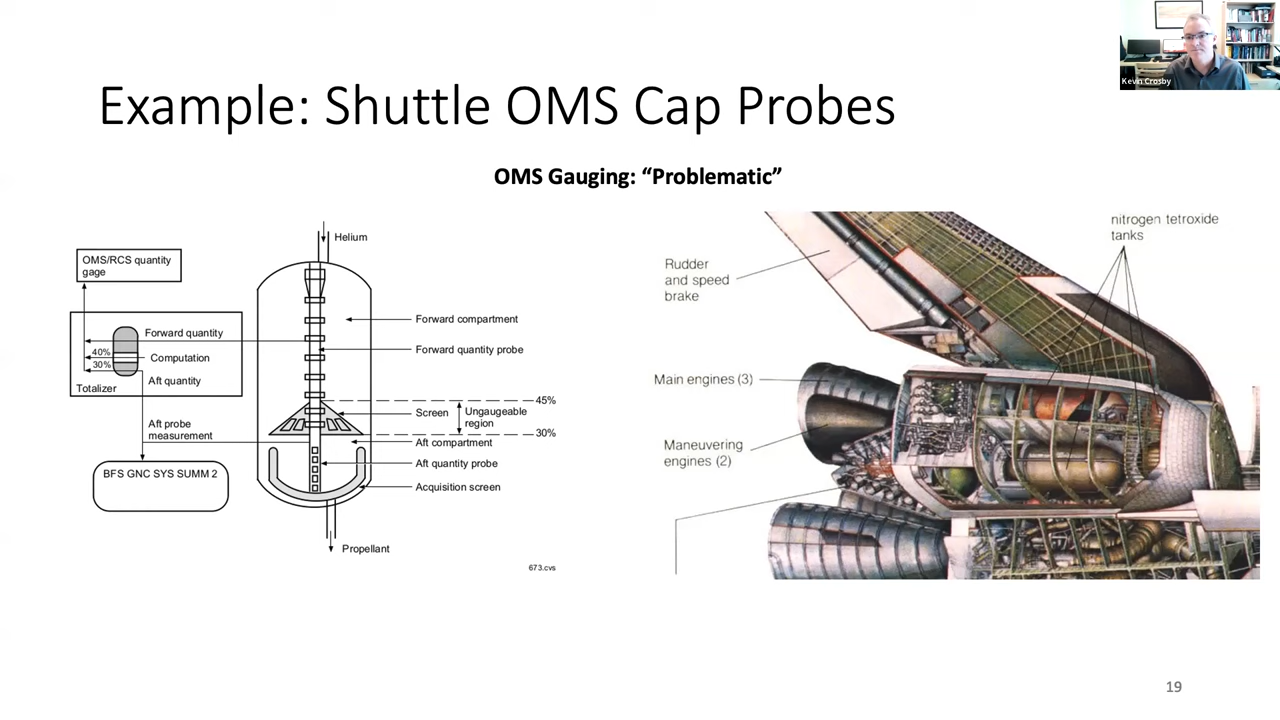 Kevin Crosby
Example: Shuttle OMS Cap Probes
OMS Gauging: “Problematic”
Helium
OMS/RCS quantity
gage
Forward quantity
40%
Computation
30%
Aft quantity
Totalizer
Aft probe
measurement
BFS GNC SYS SUMM 2
Forward compartment
Forward quantity probe
45%
Screen
Ungaugeable
region
30%
Aft compartment
Aft quantity probe
Acquisition screen
Propellant
673.cvs
nitrogen tetroxide
tanks
Rudder
and speed
brake
Main engines (3)
Maneuvering
engines (2)
19